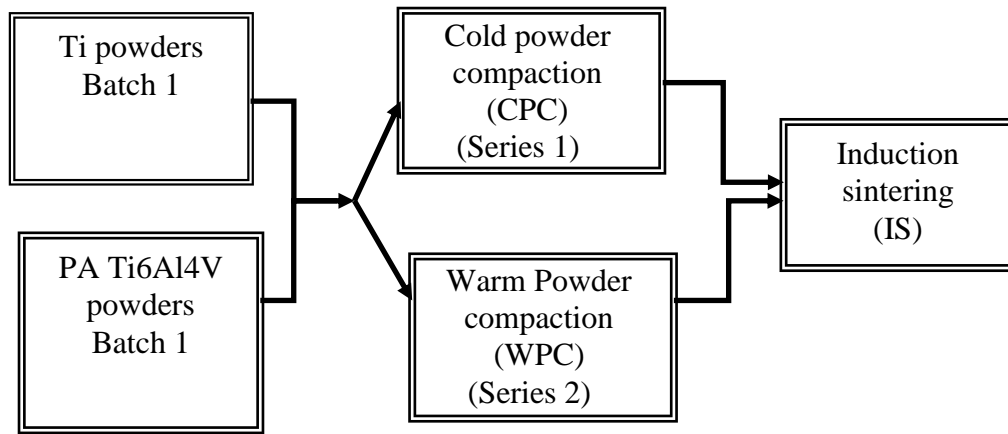 Ti powders
Batch 1
PA Ti6Al4V
powders
Batch 1
Cold powder
compaction
(CPC)
(Series 1)
Warm Powder
compaction
(WPC)
(Series 2)
Induction
sintering
(IS)